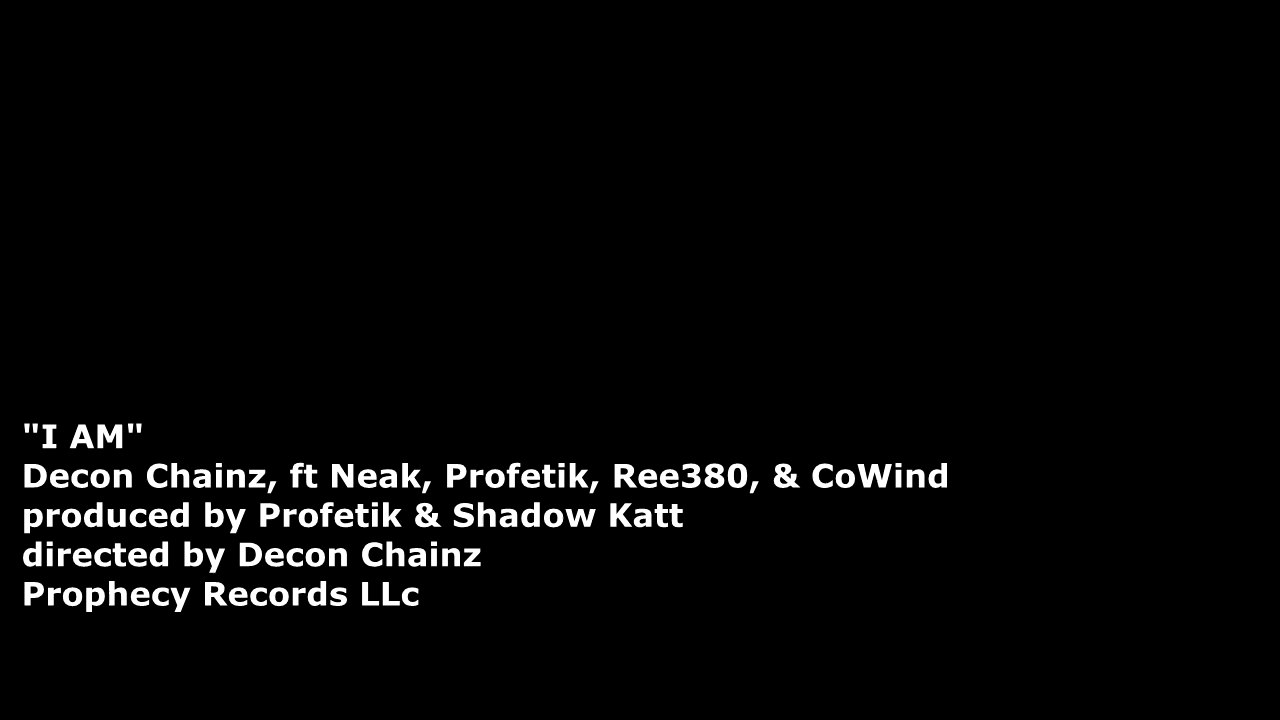 "I AM"
Decon Chainz, ft Neak, Profetik, Ree380, & CoWind
produced by Profetik & Shadow Katt
directed by Decon Chainz
Prophecy Records LLc